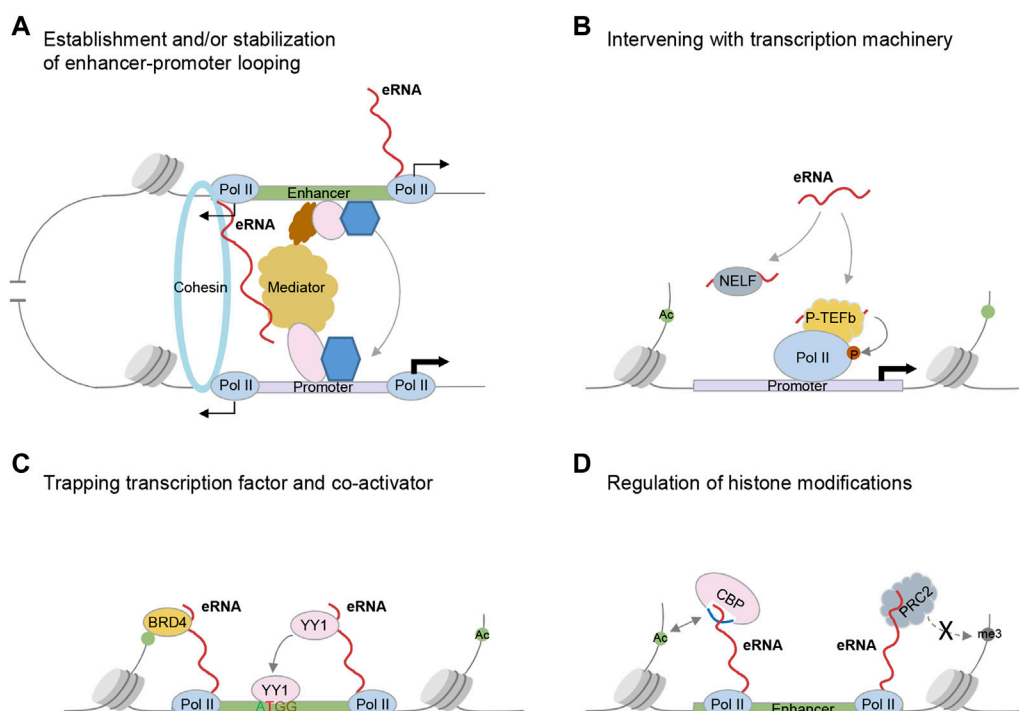 A
Establishment and/or stabilization
of enhancer-promoter looping
eRNA
Pol II
Enhancer
Pol II
eRNA
Cohesin
Mediator
Pol II
Promoter
Pol II
B
Intervening with transcription machinery
eRNA
NELF
Ac
P-TEFb
Pol II
P
Promoter
C
Trapping transcription factor and co-activator
eRNA
eRNA
BRD4
YY1
Ac
YY1
Pol II
ATGG
Pol II
D
Regulation of histone modifications
CBP
PRC2
Ac
X
me3
eRNA
eRNA
Pol II
Enhancer
Pol II